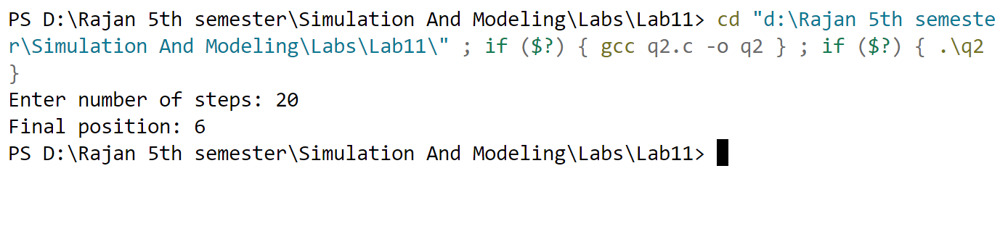 PS D:\Rajan 5th semester\Simulation And Modeling\Labs\Lab11> cd "d:\Rajan 5th semeste
r\Simulation And Modeling\Labs\Lab11\" ; if ($?) { gcc q2.c -o q2 } ; if ($?) { .\q2
}
Enter number of steps: 20
Final position: 6
PS D:\Rajan 5th semester\Simulation And Modeling\Labs\Lab11>